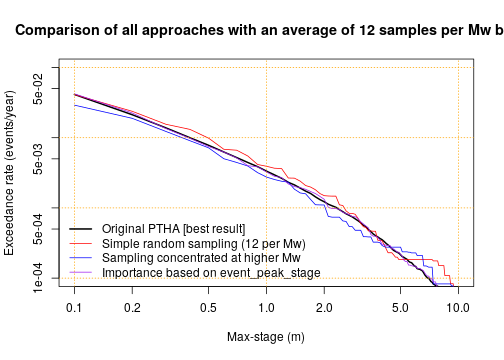 Comparison of all approaches with an average of 12 samples per Mw b
Exceedance rate (events/year)
5e-02
5e-03
5e-04
1e-04
Original PTHA [best result]
Simple random sampling (12 per Mw)
Sampling concentrated at higher Mw
Importance based on event_peak_stage
0.1 0.2 0.5 1.0 2.0 5.0 10.0
Max-stage (m)